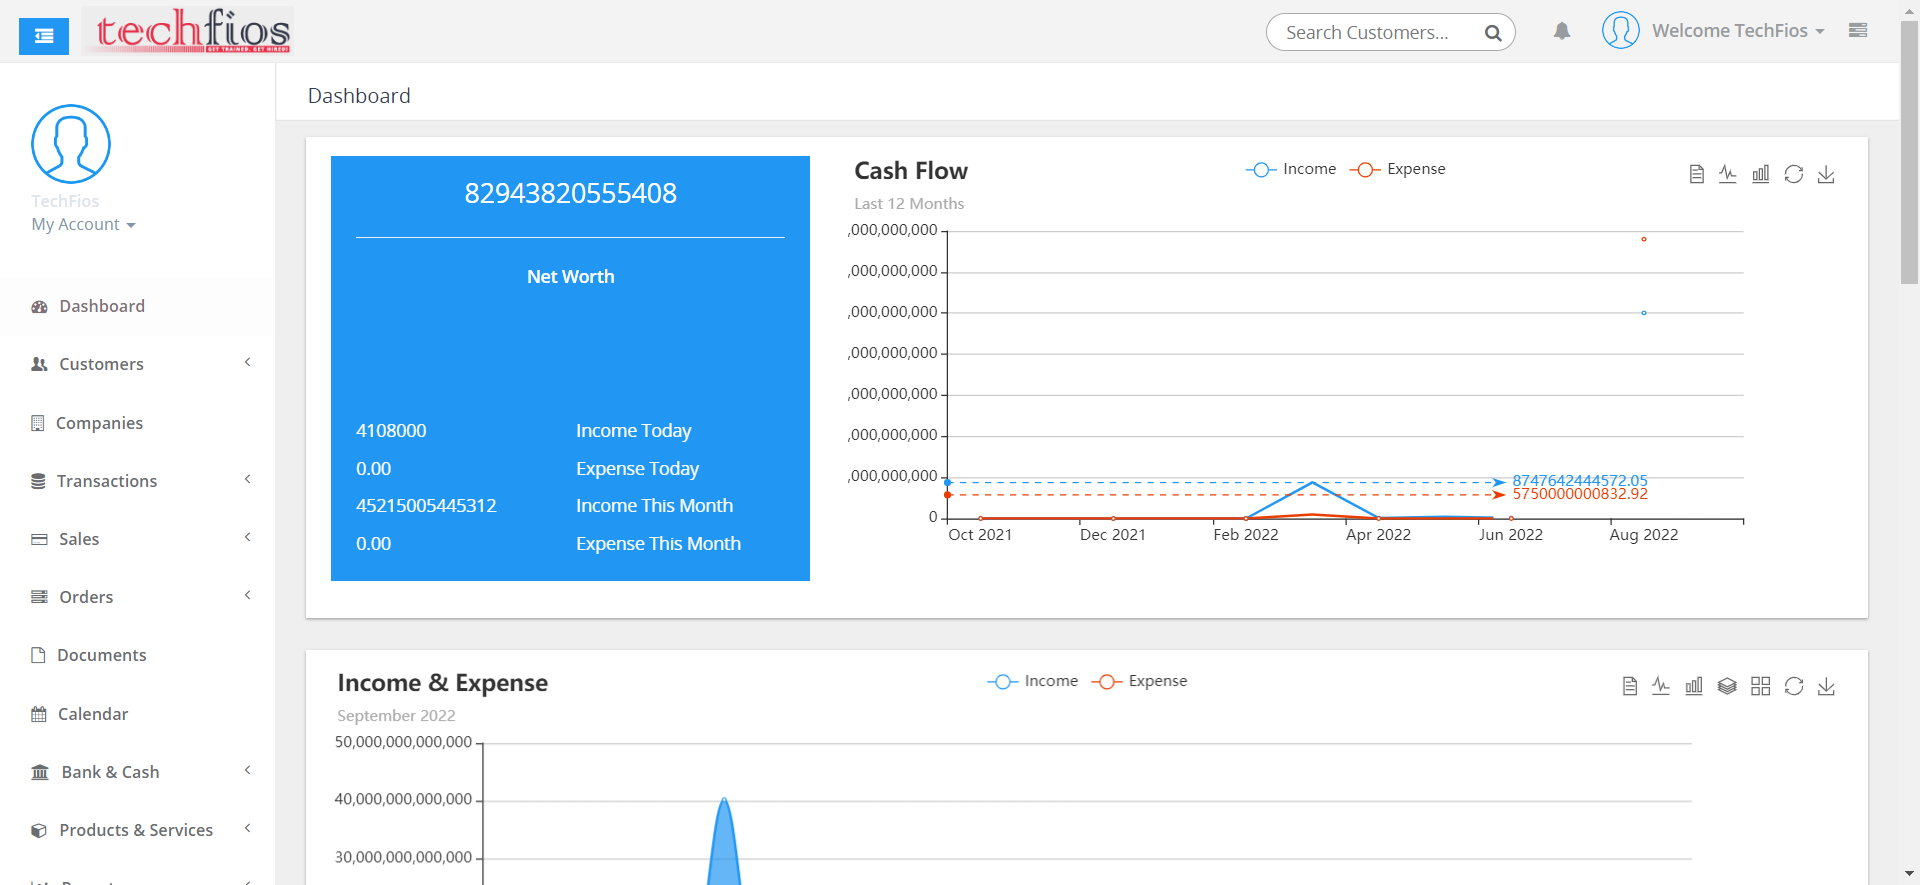 techfios
GET TRAINED. GET HIRED!
Search Customers...
Welcome TechFios
TechFios
My Account
Dashboard
Customers
Companies
Transactions
Sales
Orders
Documents
Calendar
Bank & Cash
Products & Services
Dashboard
82943820555408
Net Worth
4108000 Income Today
0.00 Expense Today
45215005445312 Income This Month
0.00 Expense This Month
Cash Flow
Last 12 Months
Income Expense
,000,000,000
,000,000,000
,000,000,000
,000,000,000
,000,000,000
,000,000,000
,000,000,000
0
8747642444572.05
5750000000832.92
Oct 2021 Dec 2021 Feb 2022 Apr 2022 Jun 2022 Aug 2022
Income & Expense
September 2022
Income Expense
50,000,000,000,000
40,000,000,000,000
30,000,000,000,000